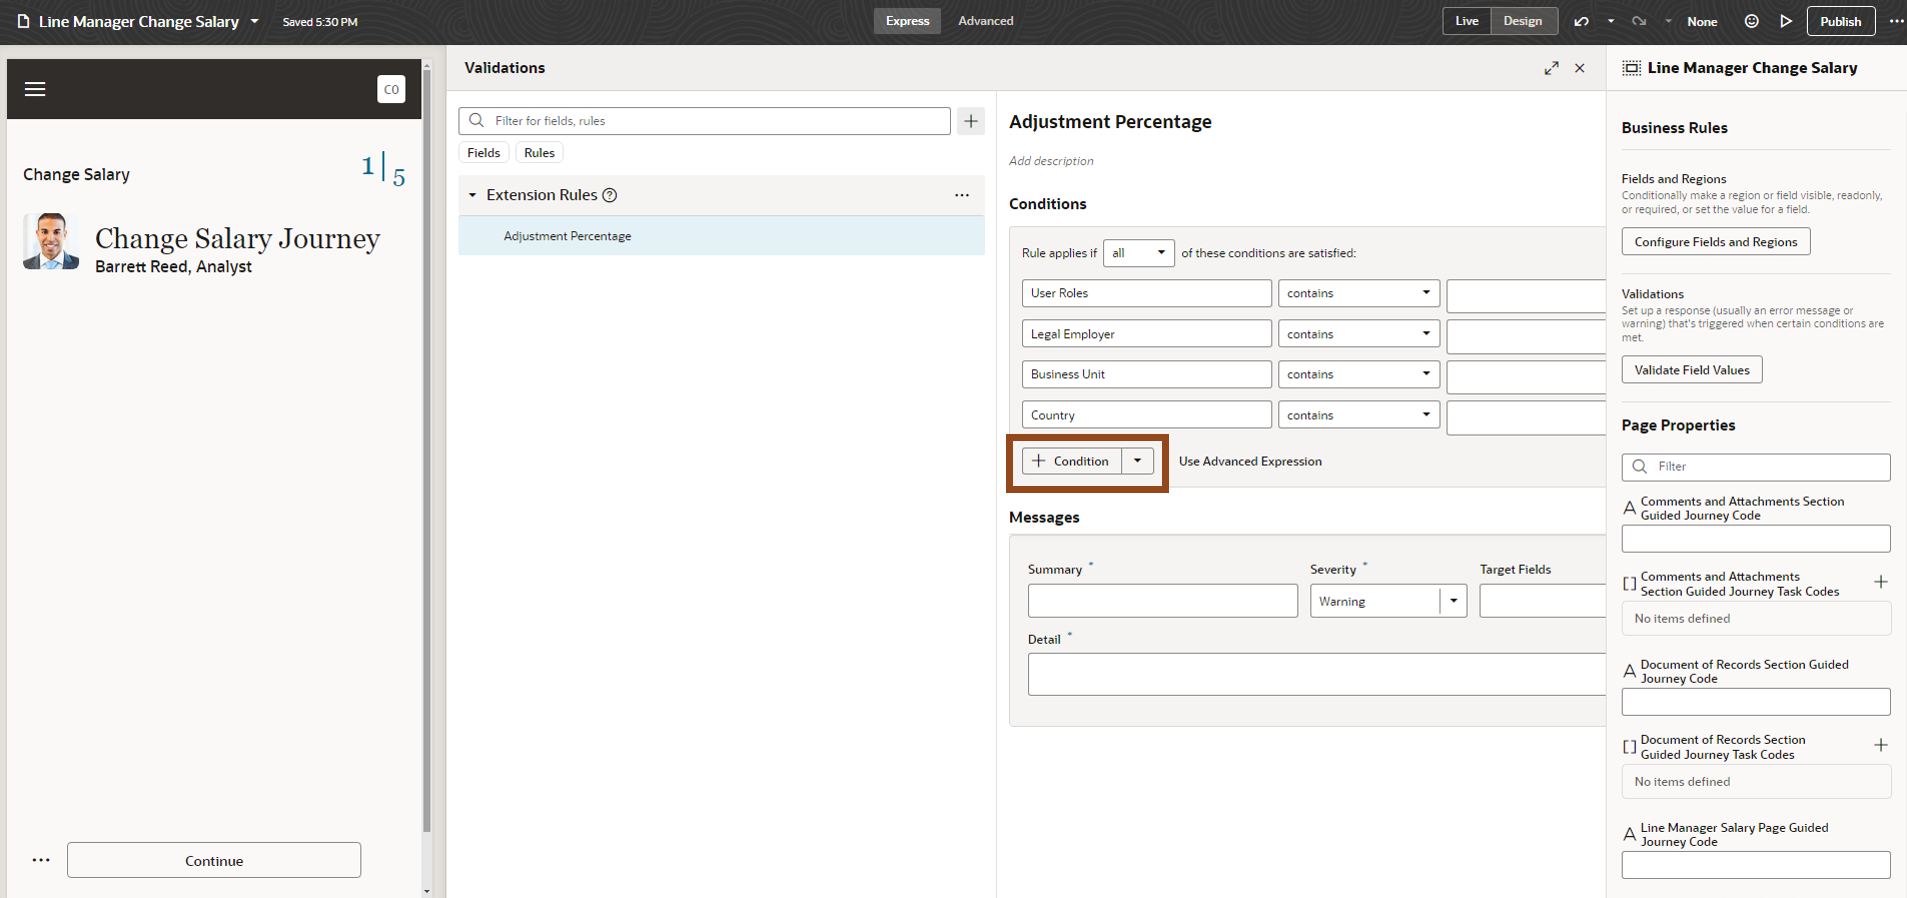 Line Manager Change Salary
Saved 5:30 PM
Express
Advanced
Live
Design
None
Publish
CO
Change Salary
1
5
Change Salary Journey
Barrett Reed, Analyst
Continue
Validations
Filter for fields, rules
Fields
Rules
Extension Rules
Adjustment Percentage
Adjustment Percentage
Add description
Conditions
Rule applies if all of these conditions are satisfied:
User Roles contains
Legal Employer contains
Business Unit contains
Country contains
+ Condition
Use Advanced Expression
Messages
Summary *
Severity *
Target Fields
Warning
Detail *
Line Manager Change Salary
Business Rules
Fields and Regions
Conditionally make a region or field visible, readonly,
or required, or set the value for a field.
Configure Fields and Regions
Validations
Set up a response (usually an error message or
warning) that's triggered when certain conditions are
met.
Validate Field Values
Page Properties
Filter
Comments and Attachments Section
Guided Journey Code
Comments and Attachments
Section Guided Journey Task Codes
No items defined
Document of Records Section Guided
Journey Code
Document of Records Section
Guided Journey Task Codes
No items defined
Line Manager Salary Page Guided
Journey Code